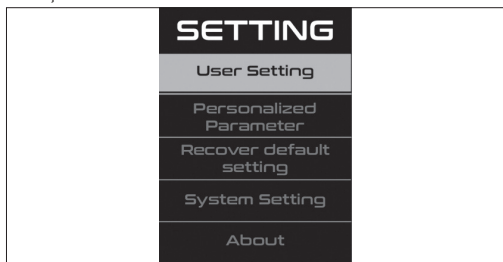 SETTING
User Setting
Personalized
Parameter
Recover default
setting
System Setting
About